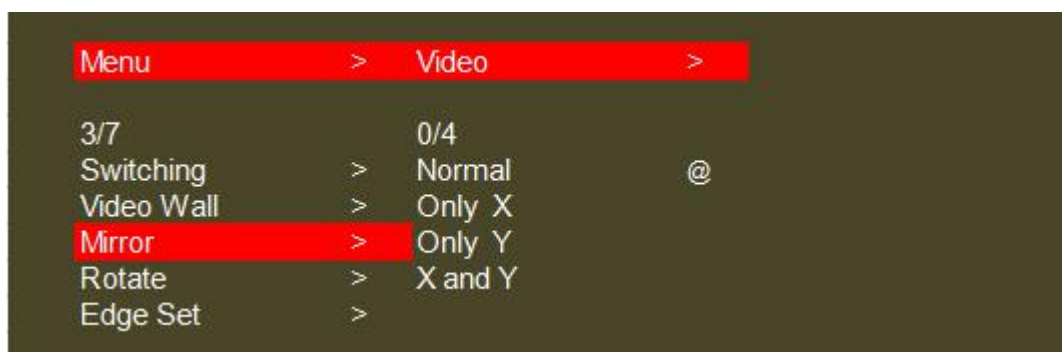 Menu > Video >
3/7 0/4
Switching > Normal @
Video Wall > Only X
Mirror > Only Y
Rotate > X and Y
Edge Set >